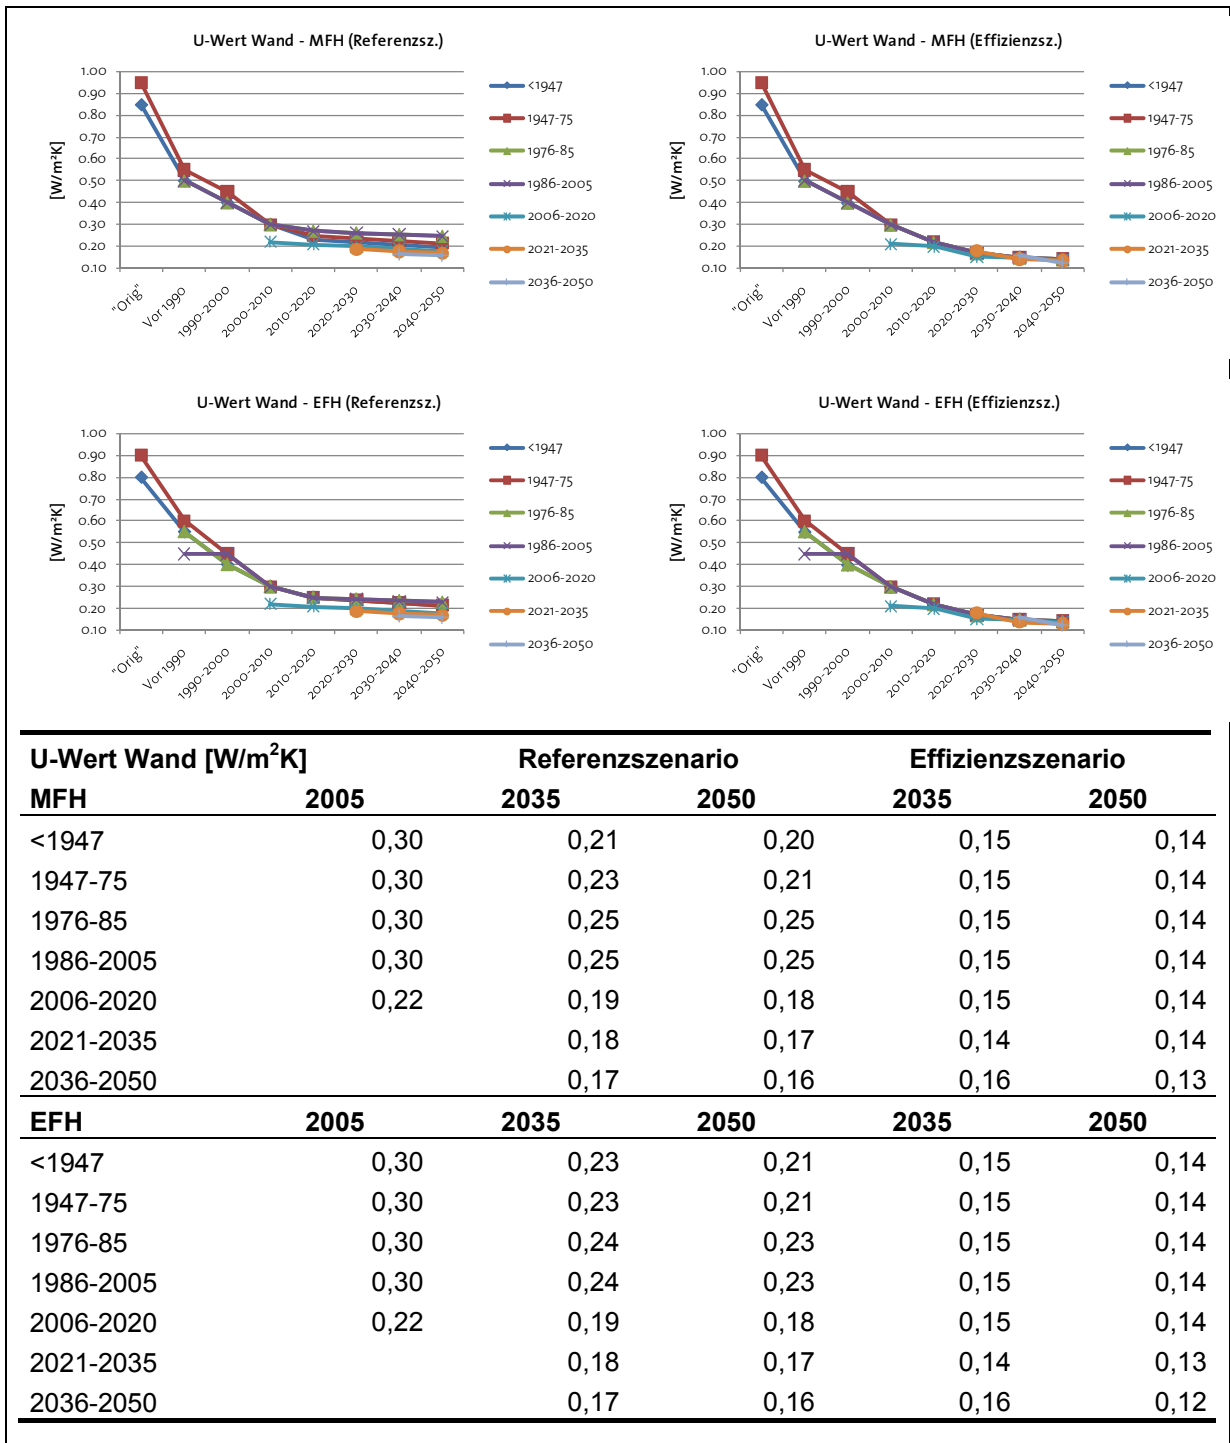 U-Wert Wand - MFH (Referenzsz.)
1.00
0.90
0.80
0.70
0.60
0.50
0.40
0.30
0.20
0.10
[W/m²K]
"Orig"
Vor 1990
1990-2000
2000-2010
2010-2020
2020-2030
2030-2040
2040-2050
<1947
1947-75
1976-85
1986-2005
2006-2020
2021-2035
2036-2050
U-Wert Wand - MFH (Effizienzsz.)
1.00
0.90
0.80
0.70
0.60
0.50
0.40
0.30
0.20
0.10
[W/m²K]
"Orig"
Vor 1990
1990-2000
2000-2010
2010-2020
2020-2030
2030-2040
2040-2050
<1947
1947-75
1976-85
1986-2005
2006-2020
2021-2035
2036-2050
U-Wert Wand - EFH (Referenzsz.)
1.00
0.90
0.80
0.70
0.60
0.50
0.40
0.30
0.20
0.10
[W/m²K]
"Orig"
Vor 1990
1990-2000
2000-2010
2010-2020
2020-2030
2030-2040
2040-2050
<1947
1947-75
1976-85
1986-2005
2006-2020
2021-2035
2036-2050
U-Wert Wand - EFH (Effizienzsz.)
1.00
0.90
0.80
0.70
0.60
0.50
0.40
0.30
0.20
0.10
[W/m²K]
"Orig"
Vor 1990
1990-2000
2000-2010
2010-2020
2020-2030
2030-2040
2040-2050
<1947
1947-75
1976-85
1986-2005
2006-2020
2021-2035
2036-2050
U-Wert Wand [W/m²K] Referenzszenario Effizienzszenario
MFH 2005 2035 2050 2035 2050
<1947 0,30 0,21 0,20 0,15 0,14
1947-75 0,30 0,23 0,21 0,15 0,14
1976-85 0,30 0,25 0,25 0,15 0,14
1986-2005 0,30 0,25 0,25 0,15 0,14
2006-2020 0,22 0,19 0,18 0,15 0,14
2021-2035 0,18 0,17 0,14 0,14
2036-2050 0,17 0,16 0,16 0,13
EFH 2005 2035 2050 2035 2050
<1947 0,30 0,23 0,21 0,15 0,14
1947-75 0,30 0,23 0,21 0,15 0,14
1976-85 0,30 0,24 0,23 0,15 0,14
1986-2005 0,30 0,24 0,23 0,15 0,14
2006-2020 0,22 0,19 0,18 0,15 0,14
2021-2035 0,18 0,17 0,14 0,13
2036-2050 0,17 0,16 0,16 0,12